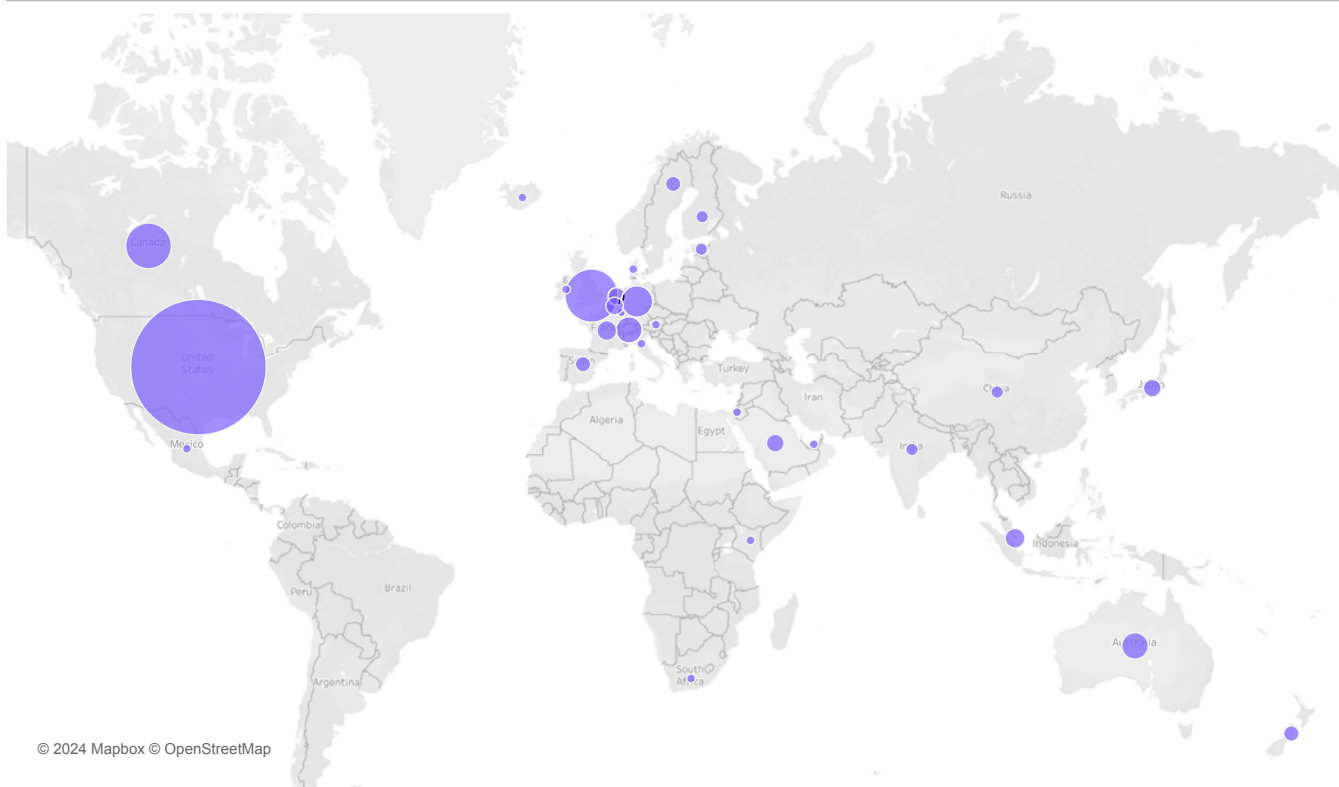 Russia
Canada
United
States
Mexico
Turkey
Iran
China
Japan
Algeria
Egypt
India
Colombia
Indonesia
Peru
Brazil
Australia
South
Africa
Argentina
© 2024 Mapbox © OpenStreetMap